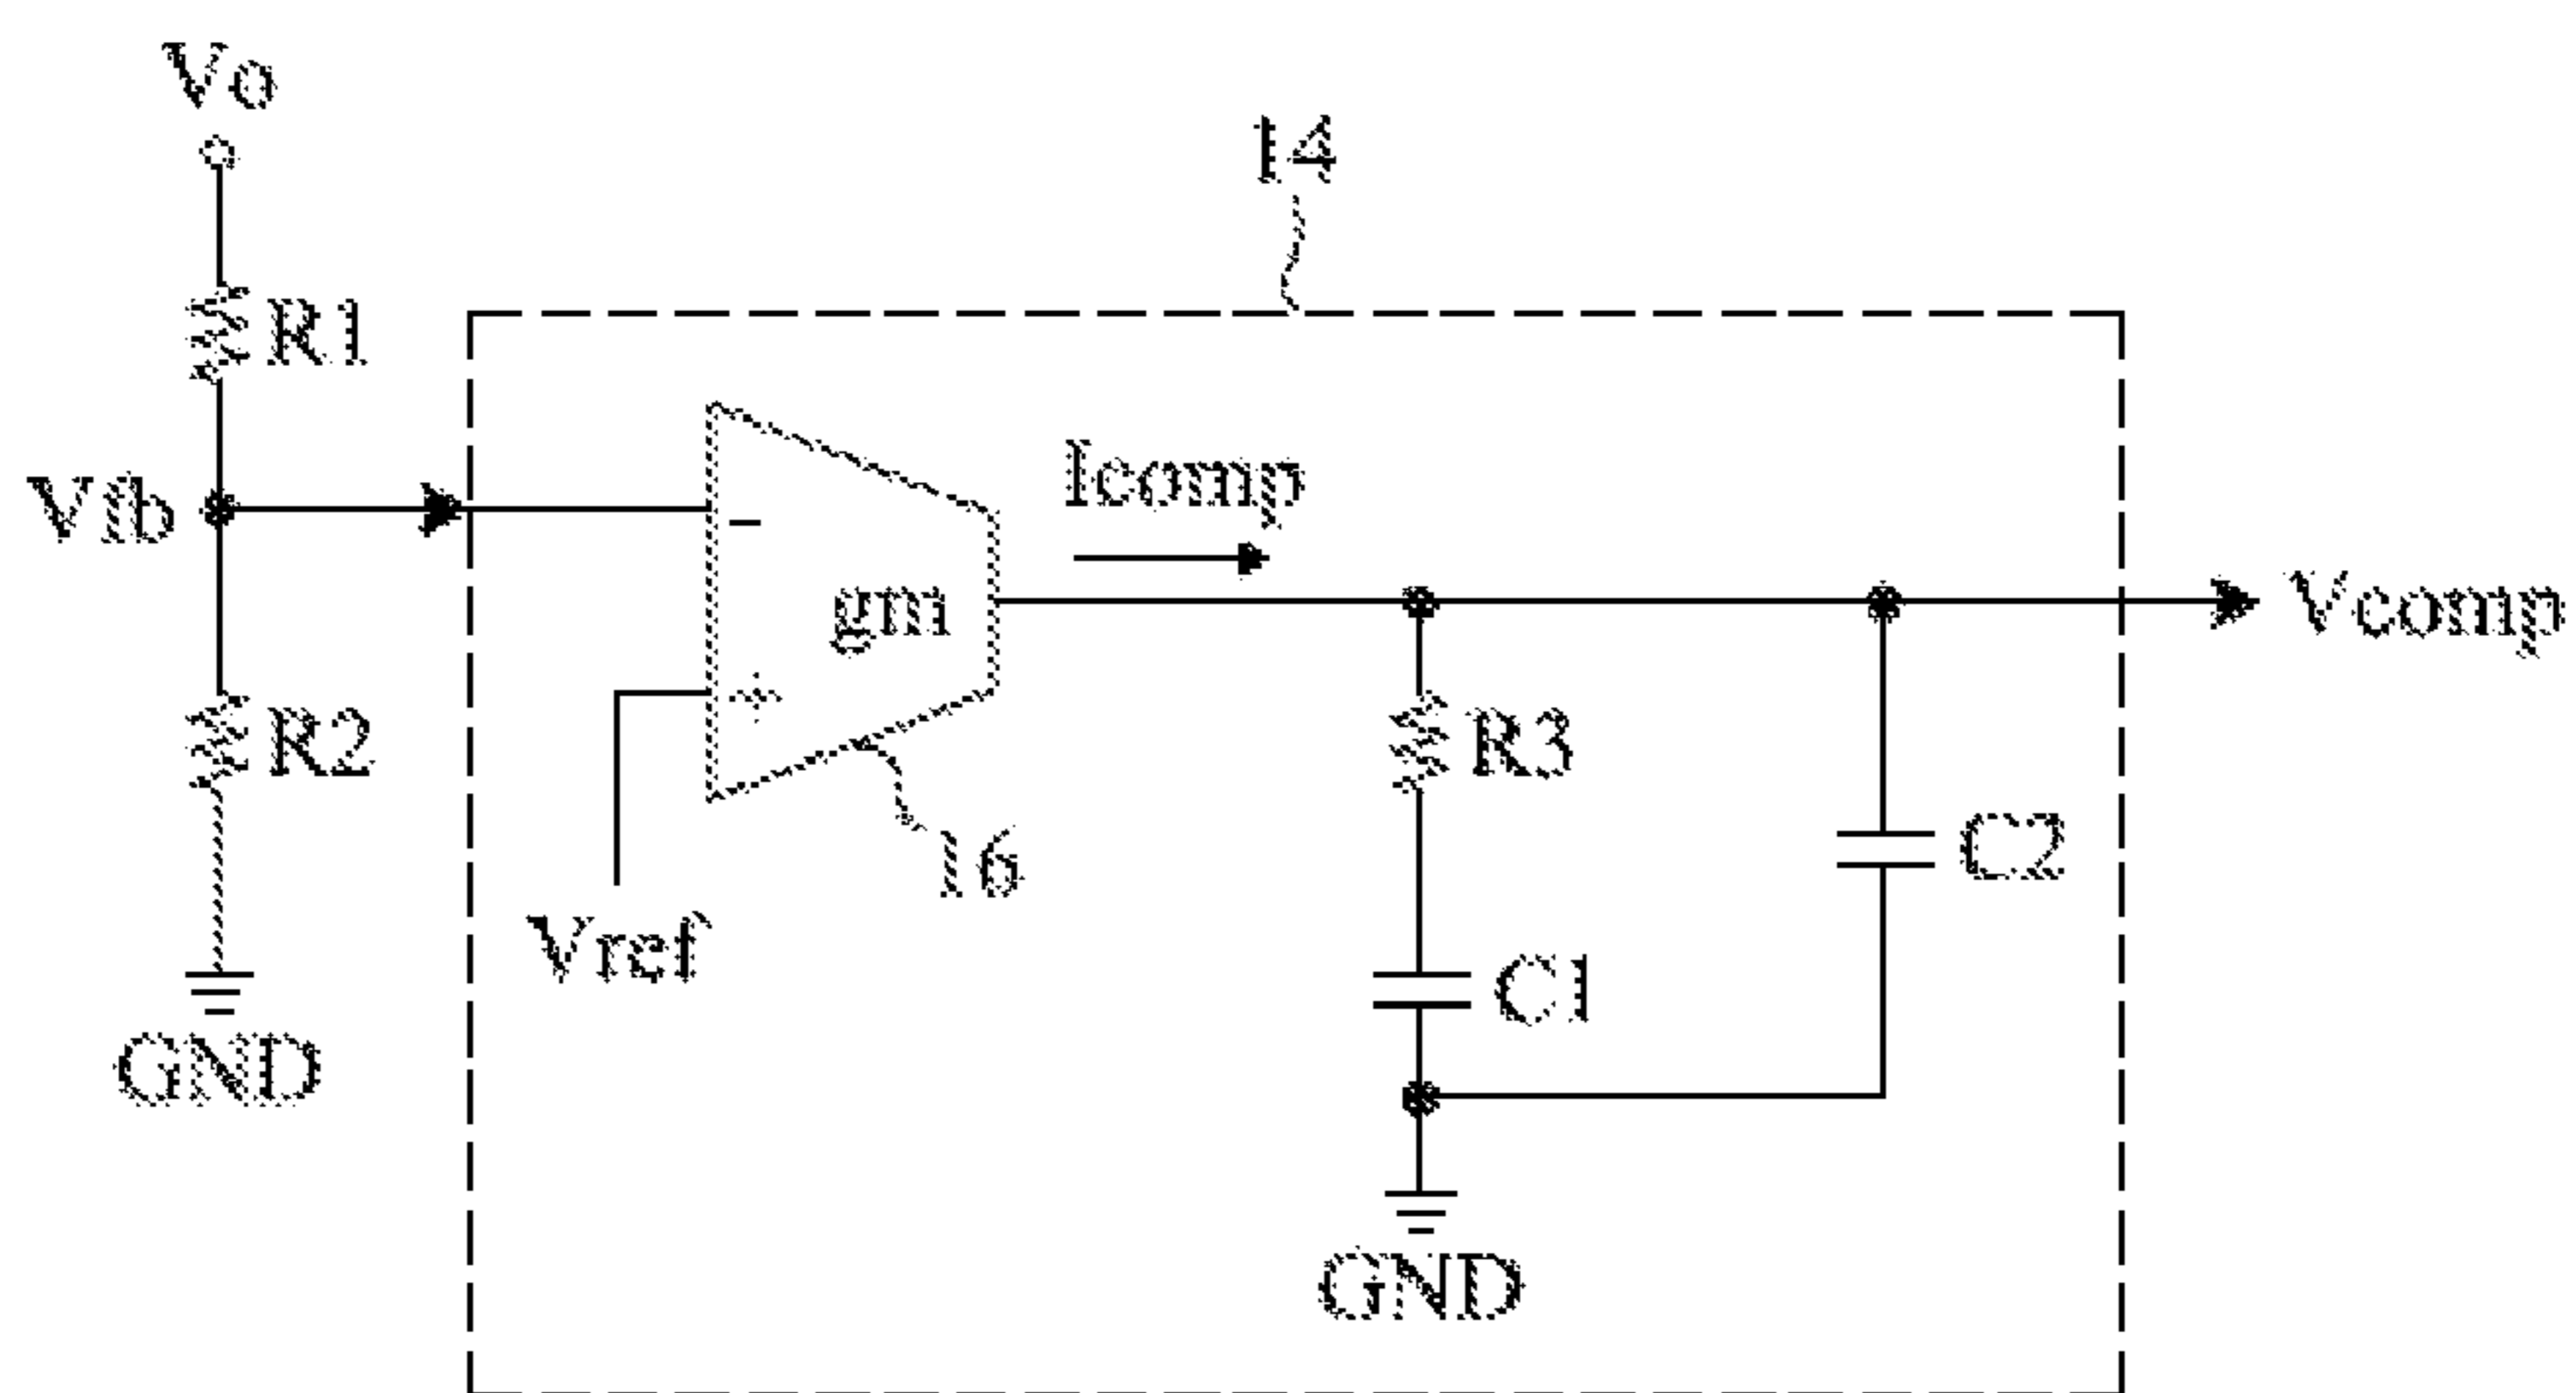 Vo
14
R1
Vfb
-
gm
+
Icomp
Vcomp
R2
R3
16
C2
Vref
C1
GND
GND